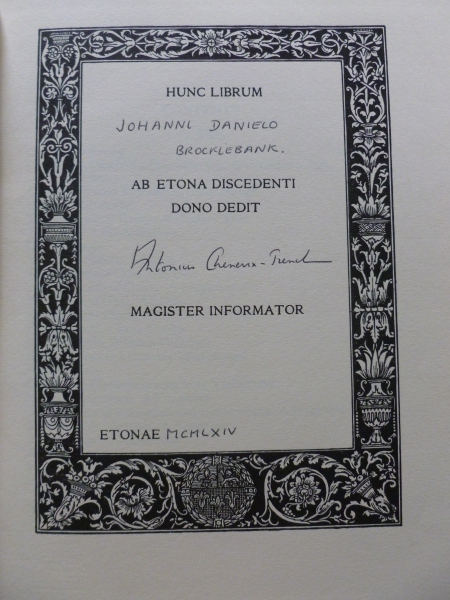 HUNC LIBRUM
JOHANNI DANIELO
BROCKLEBANK.
AB ETONA DISCEDENTI
DONO DEDIT
Antonius Chenevix-Trench
MAGISTER INFORMATOR
ETONAE MCMLXIV